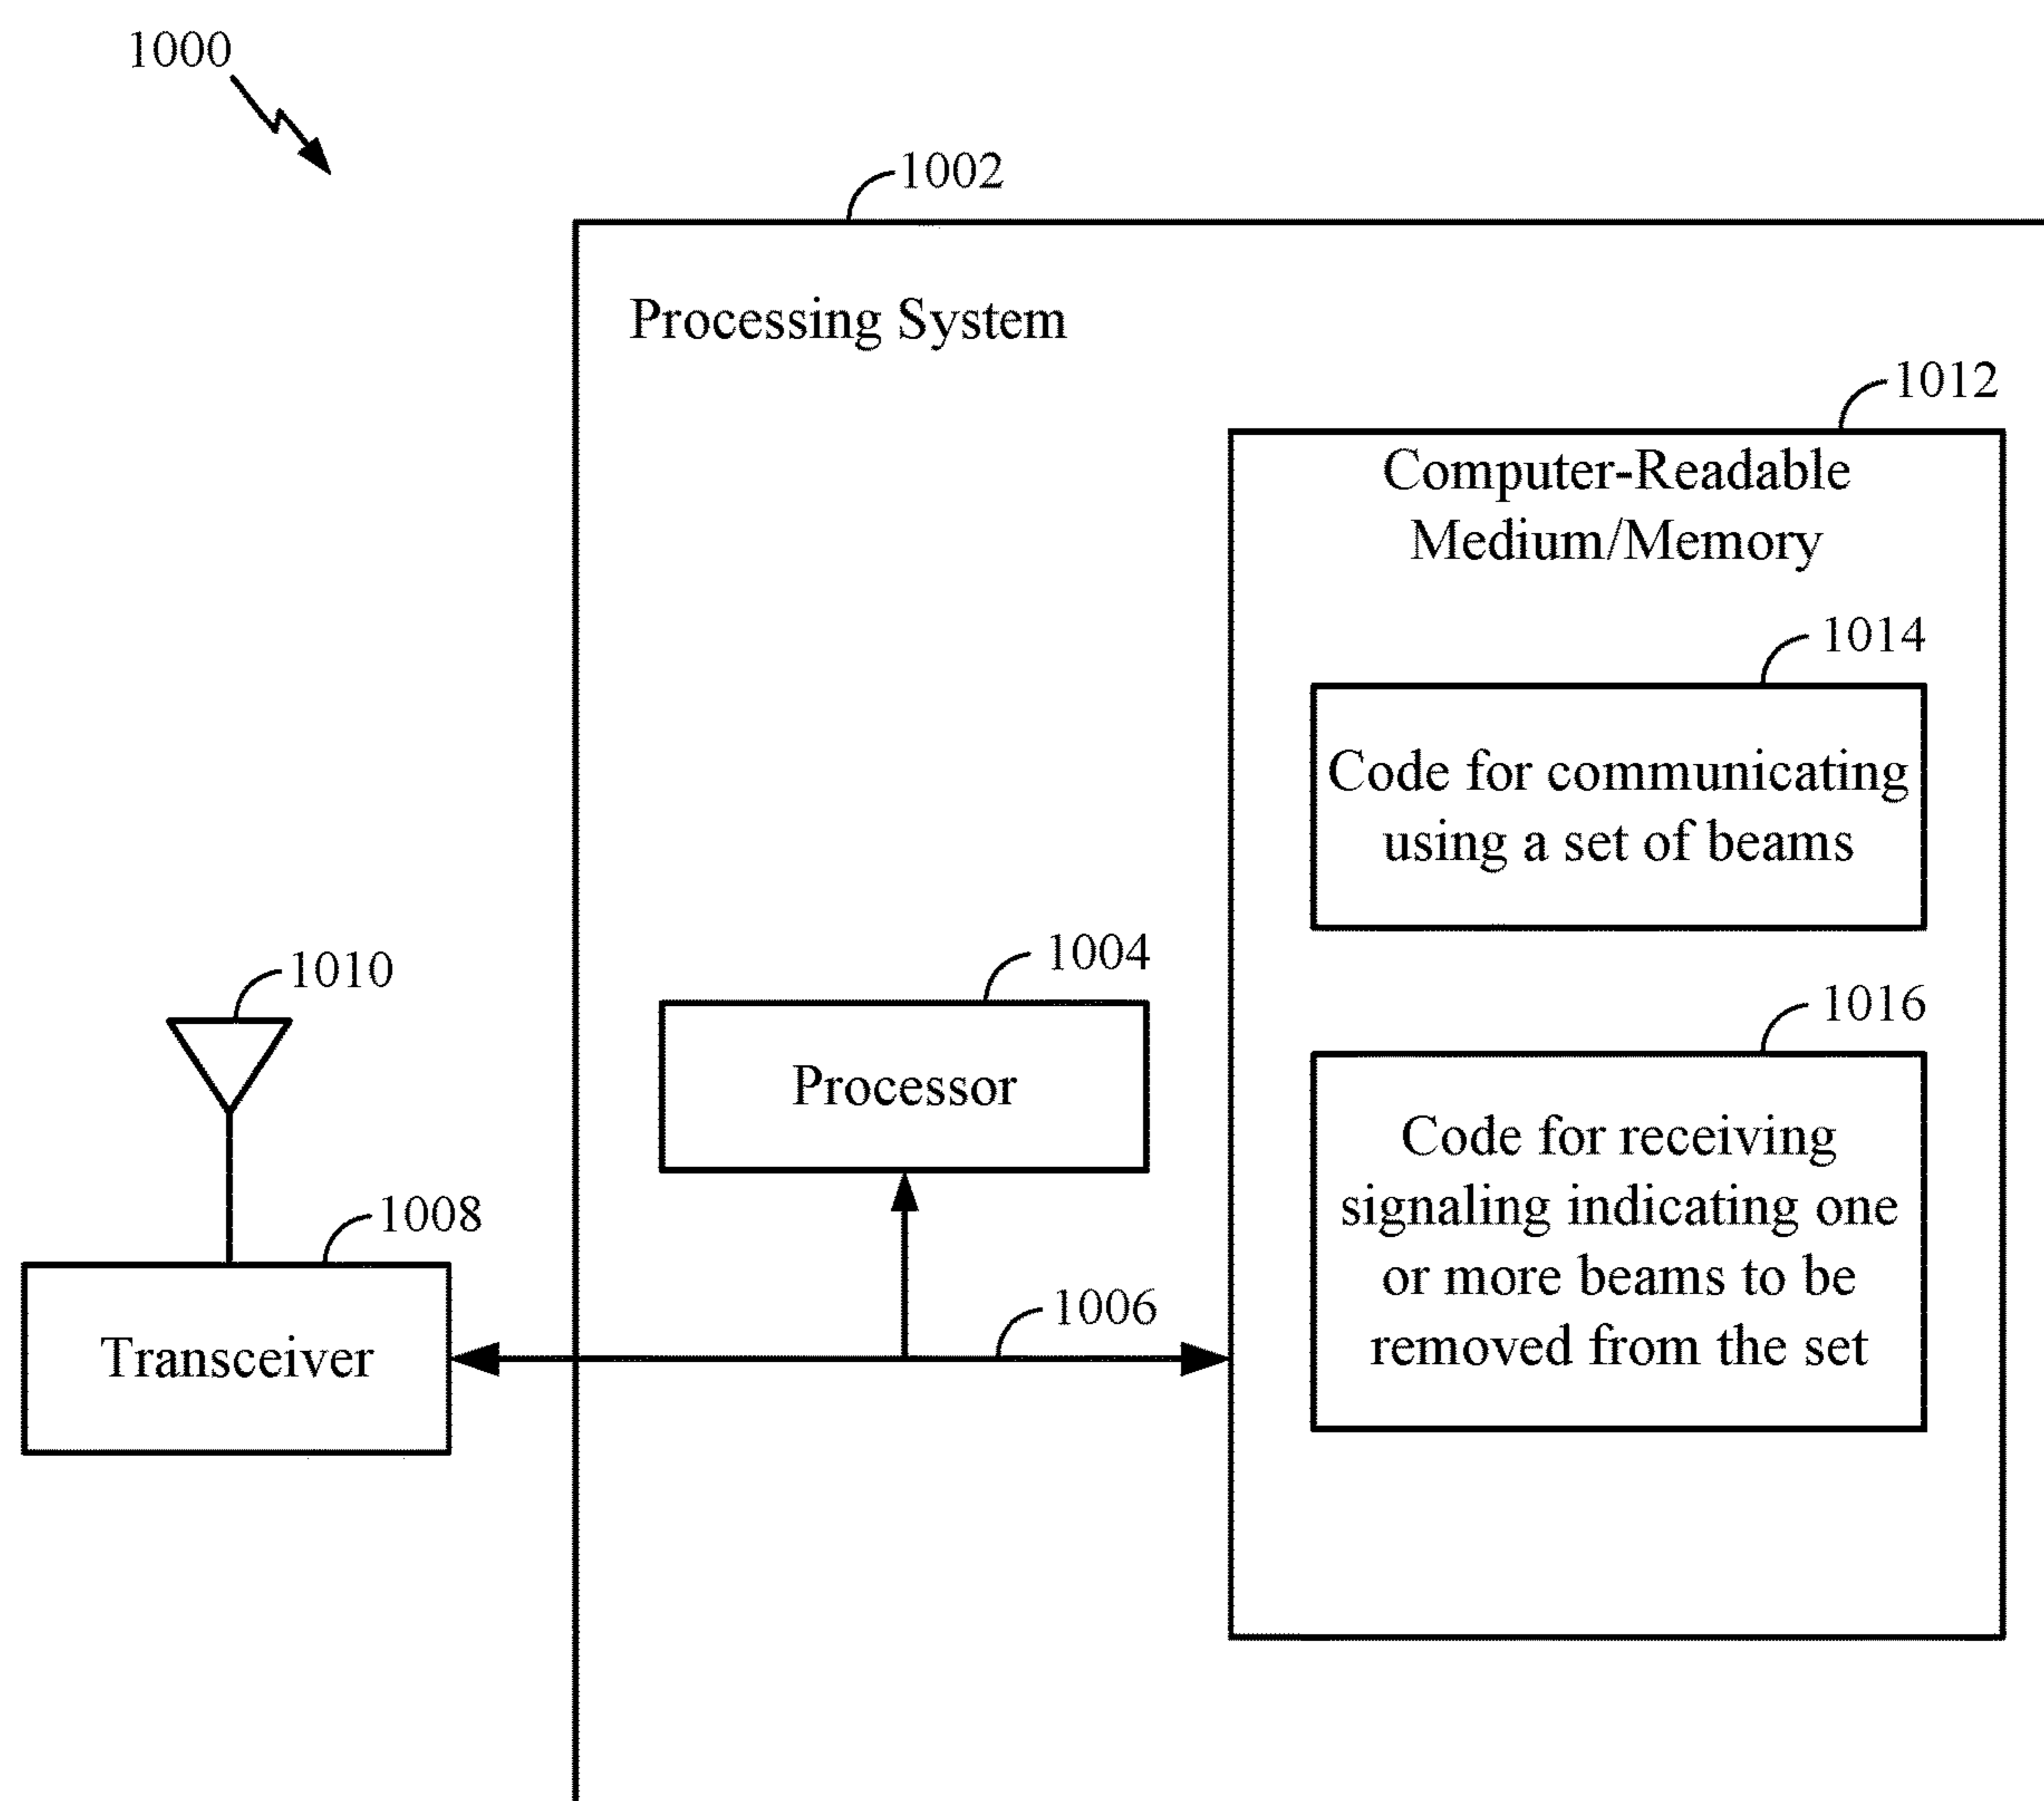 1000
1002
Processing System
1012
Computer-Readable
Medium/Memory
1014
Code for communicating
using a set of beams
1004
1010
Processor
1016
Code for receiving
signaling indicating one
or more beams to be
removed from the set
1008
1006
Transceiver